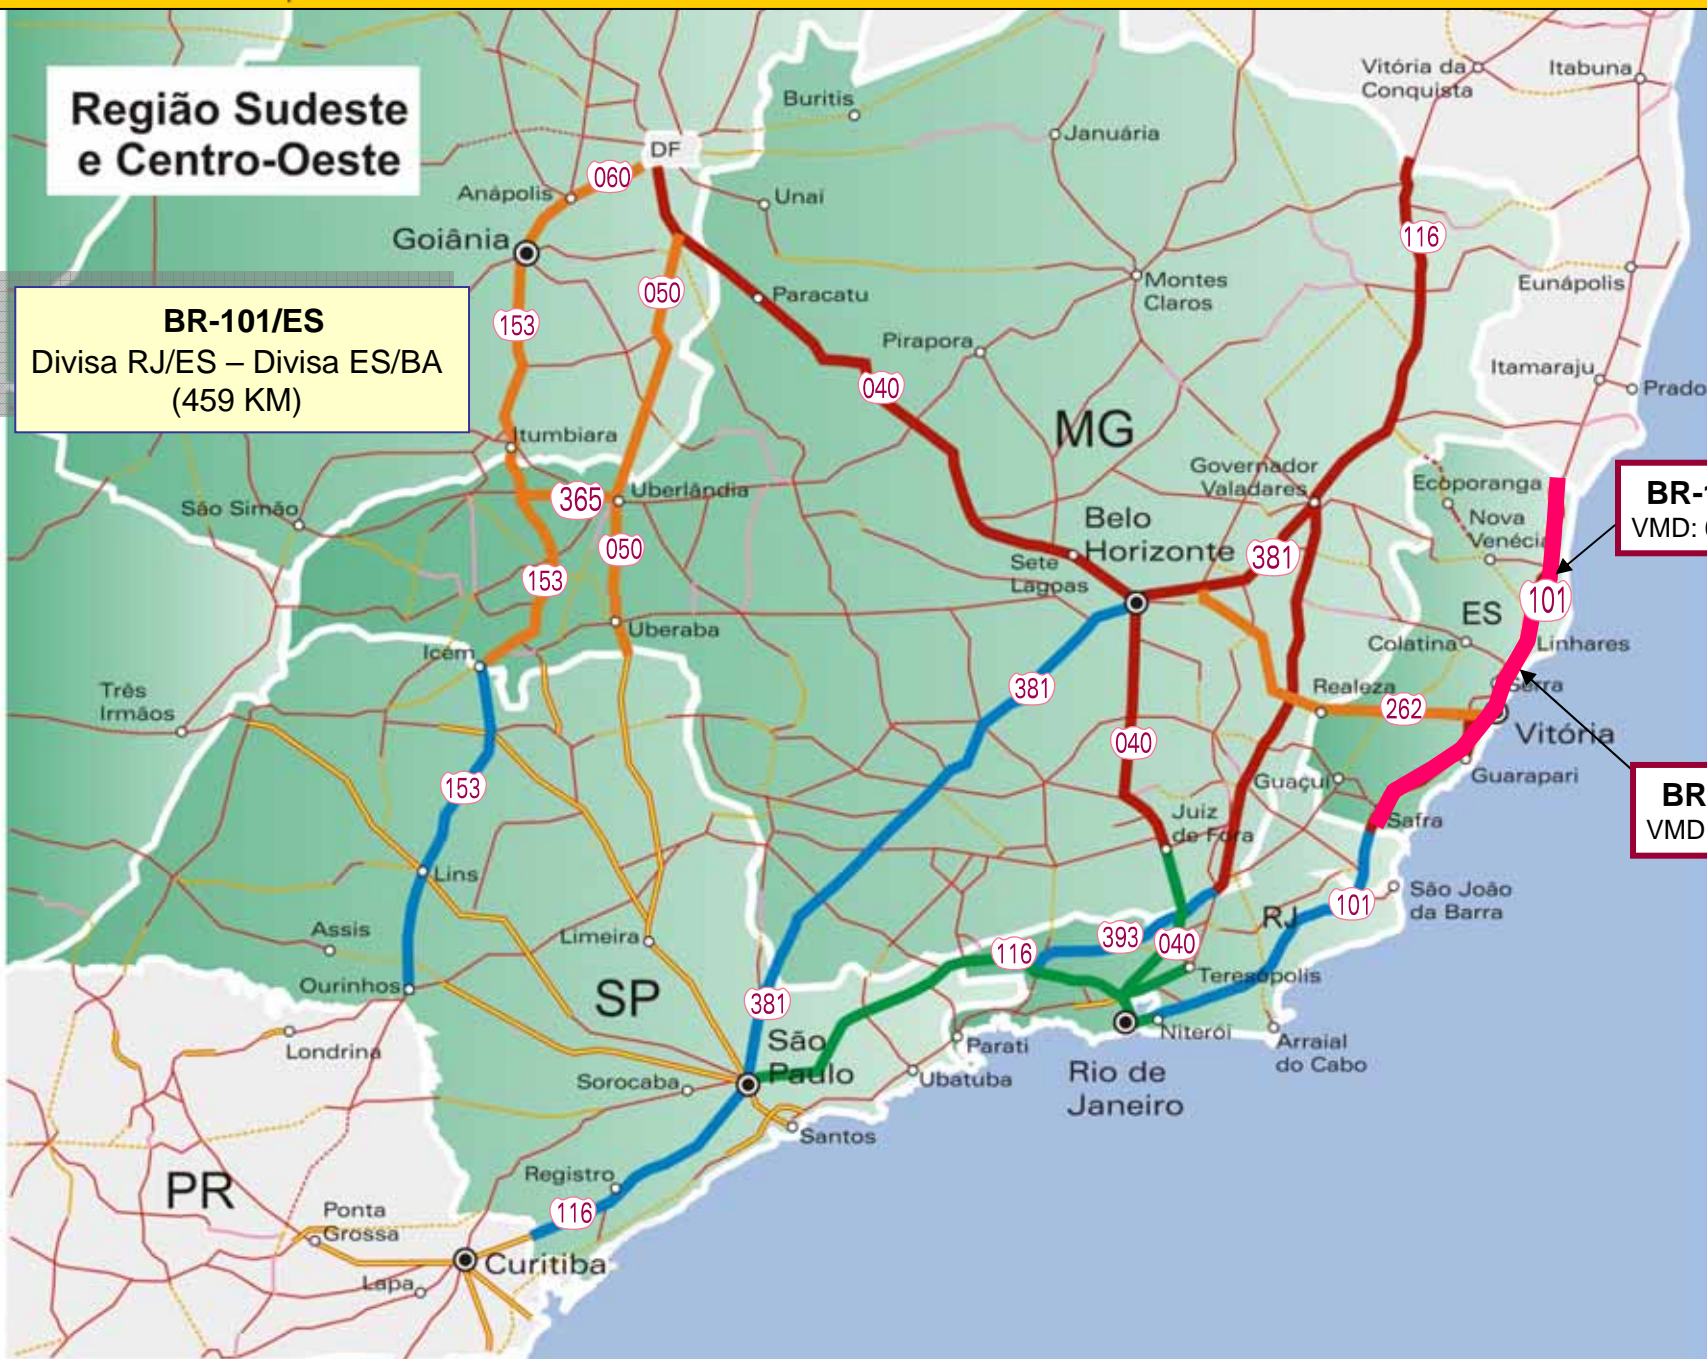 Região Sudeste
e Centro-Oeste
BR-101/ES
Divisa RJ/ES – Divisa ES/BA
(459 KM)
DF
060
Anápolis
Goiânia
153
050
Buritis
Unaí
Januária
Paracatu
Pirapora
Montes
Claros
040
MG
Vitória da
Conquista
Itabuna
116
Eunápolis
Itamaraju
Prado
Itumbiara
365
Uberlândia
São Simão
050
153
Uberaba
Icém
Três
Irmãos
Governador
Valadares
Belo
Horizonte
Sete
Lagoas
381
Ecoporanga
Nova
Venécia
BR-1
VMD:
101
ES
Colatina
Linhares
Serra
Realeza
262
Vitória
Guarapari
Guaçuí
BR
VMD
Safra
381
040
153
Juiz
de Fora
Lins
Assis
Limeira
Ourinhos
SP
381
116
393
040
RJ
101
São João
da Barra
Teresópolis
Niterói
Arraial
do Cabo
Rio de
Janeiro
Parati
Ubatuba
São
Paulo
Sorocaba
Santos
Londrina
Registro
116
PR
Ponta
Grossa
Curitiba
Lapa